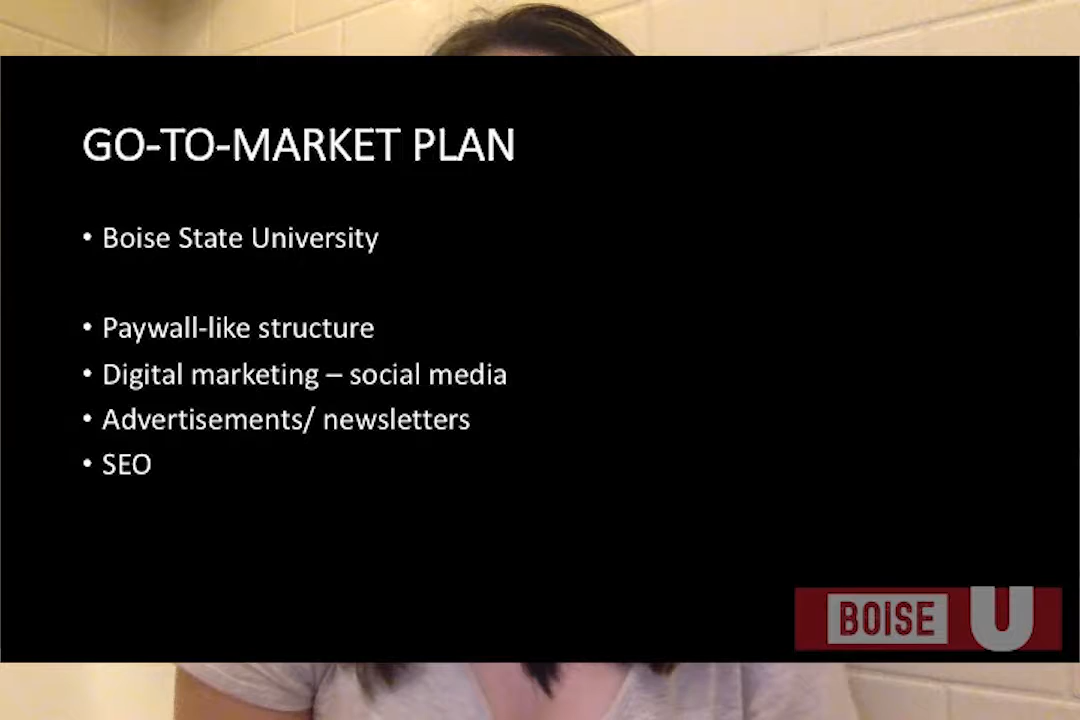 GO-TO-MARKET PLAN
• Boise State University
• Paywall-like structure
• Digital marketing – social media
• Advertisements/ newsletters
• SEO
BOISE U